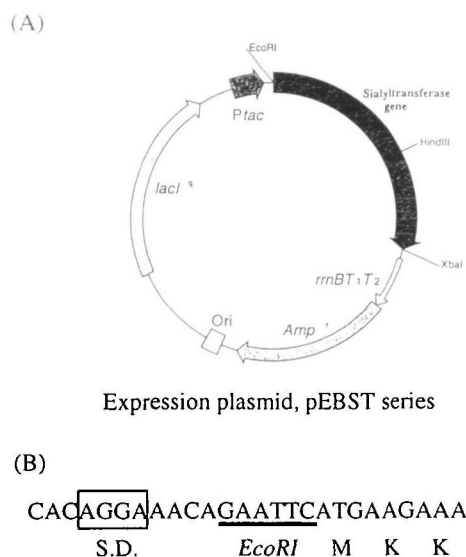 (A)
EcoRI
Ptac
Sialyltransferase
gene
HindIII
lacI q
XbaI
rrnBT1T2
Ori
Amp r
Expression plasmid, pEBST series
(B)
CACAGGAAACAGAATTCATGAAGAAA
S.D. EcoRI M K K